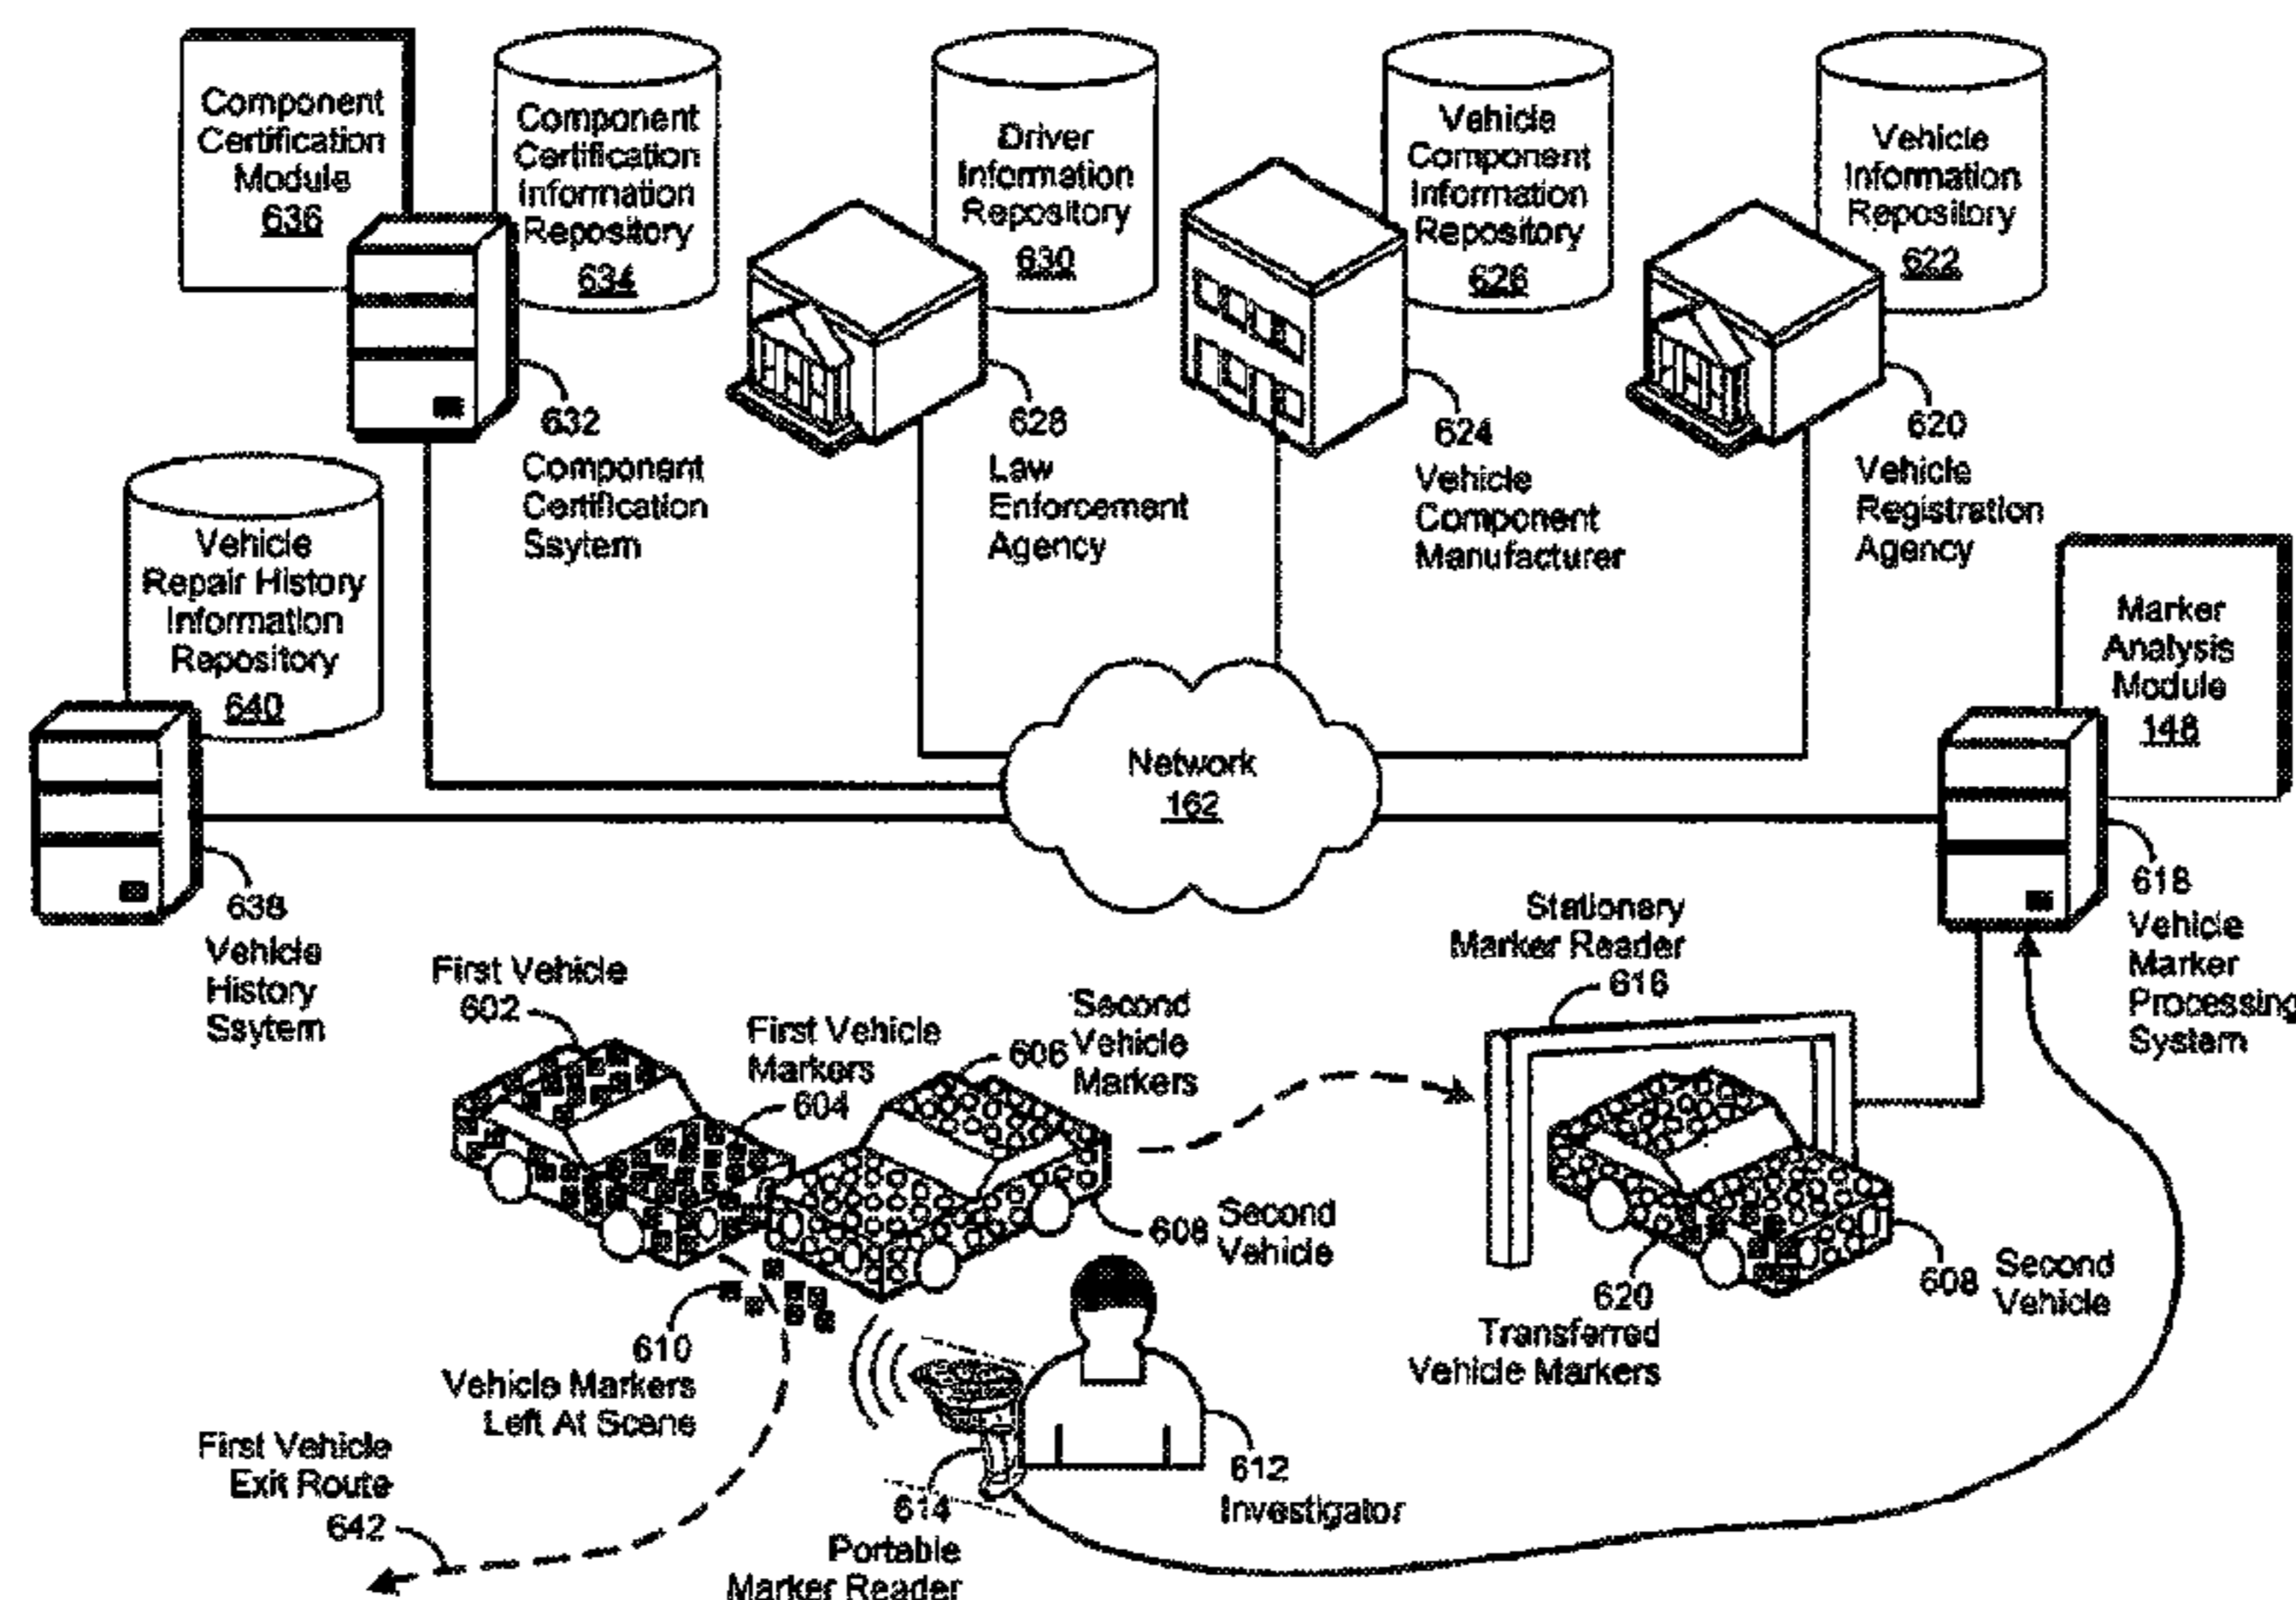 Component
Certification
Module
636
Component
Certification
Information
Repository
634
Driver
Information
Repository
630
Vehicle
Component
Information
Repository
626
Vehicle
Information
Repository
622
632
Component
Certification
Ssytem
628
Law
Enforcement
Agency
624
Vehicle
Component
Manufacturer
620
Vehicle
Registration
Agency
Vehicle
Repair History
Information
Repository
640
Marker
Analysis
Module
148
Network
162
638
Vehicle
History
Ssytem
618
Vehicle
Marker
Processing
System
First Vehicle
602
First Vehicle
Markers
604
606
Second
Vehicle
Markers
Stationary
Marker Reader
616
608
Second
Vehicle
620
Transferred
Vehicle Markers
608
Second
Vehicle
610
Vehicle Markers
Left At Scene
First Vehicle
Exit Route
642
614
Portable
Marker Reader
612
Investigator